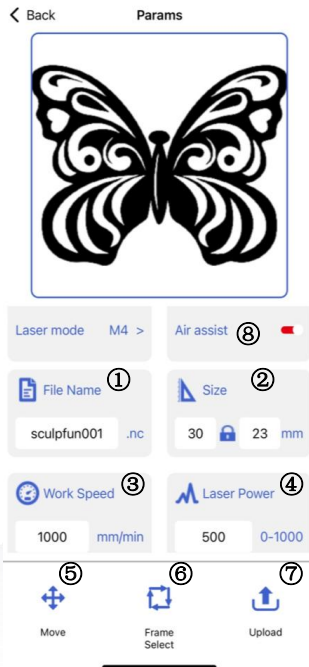 Back Params
Laser mode M4 > Air assist ⑧
File Name ① Size ②
sculpfun001 .nc 30 23 mm
Work Speed ③ Laser Power ④
1000 mm/min 500 0-1000
⑤ ⑥ ⑦
Move Frame Upload
Select